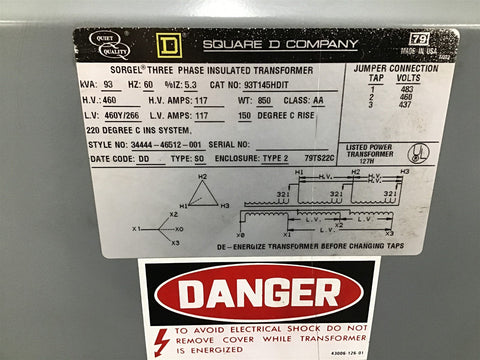 QUIET QUALITY
D
SQUARE D COMPANY
79
MADE IN USA
SORGEL THREE PHASE INSULATED TRANSFORMER
kVA: 93 HZ: 60 %IZ: 5.3 CAT NO: 93T145HDIT
H.V: 460 H.V. AMPS: 117 WT: 850 CLASS: AA
L.V: 460Y/266 L.V. AMPS: 117 150 DEGREE C RISE
220 DEGREE C INS SYSTEM,
STYLE NO: 34444-46512-001 SERIAL NO:
DATE CODE: DD TYPE: SO ENCLOSURE: TYPE 2 79TS22C
JUMPER CONNECTION
TAP VOLTS
1 483
2 460
3 437
LISTED POWER
TRANSFORMER
127H
UL
H2
H1 H3
X2
X1 X0
X3
H1 H2 H3
H.V. H.V.
H.V.
321 321 321
L.V. L.V.
L.V.
X0 X1 X2 X3
DE-ENERGIZE TRANSFORMER BEFORE CHANGING TAPS
DANGER
TO AVOID ELECTRICAL SHOCK DO NOT
REMOVE COVER WHILE TRANSFORMER
IS ENERGIZED
43006-126-01